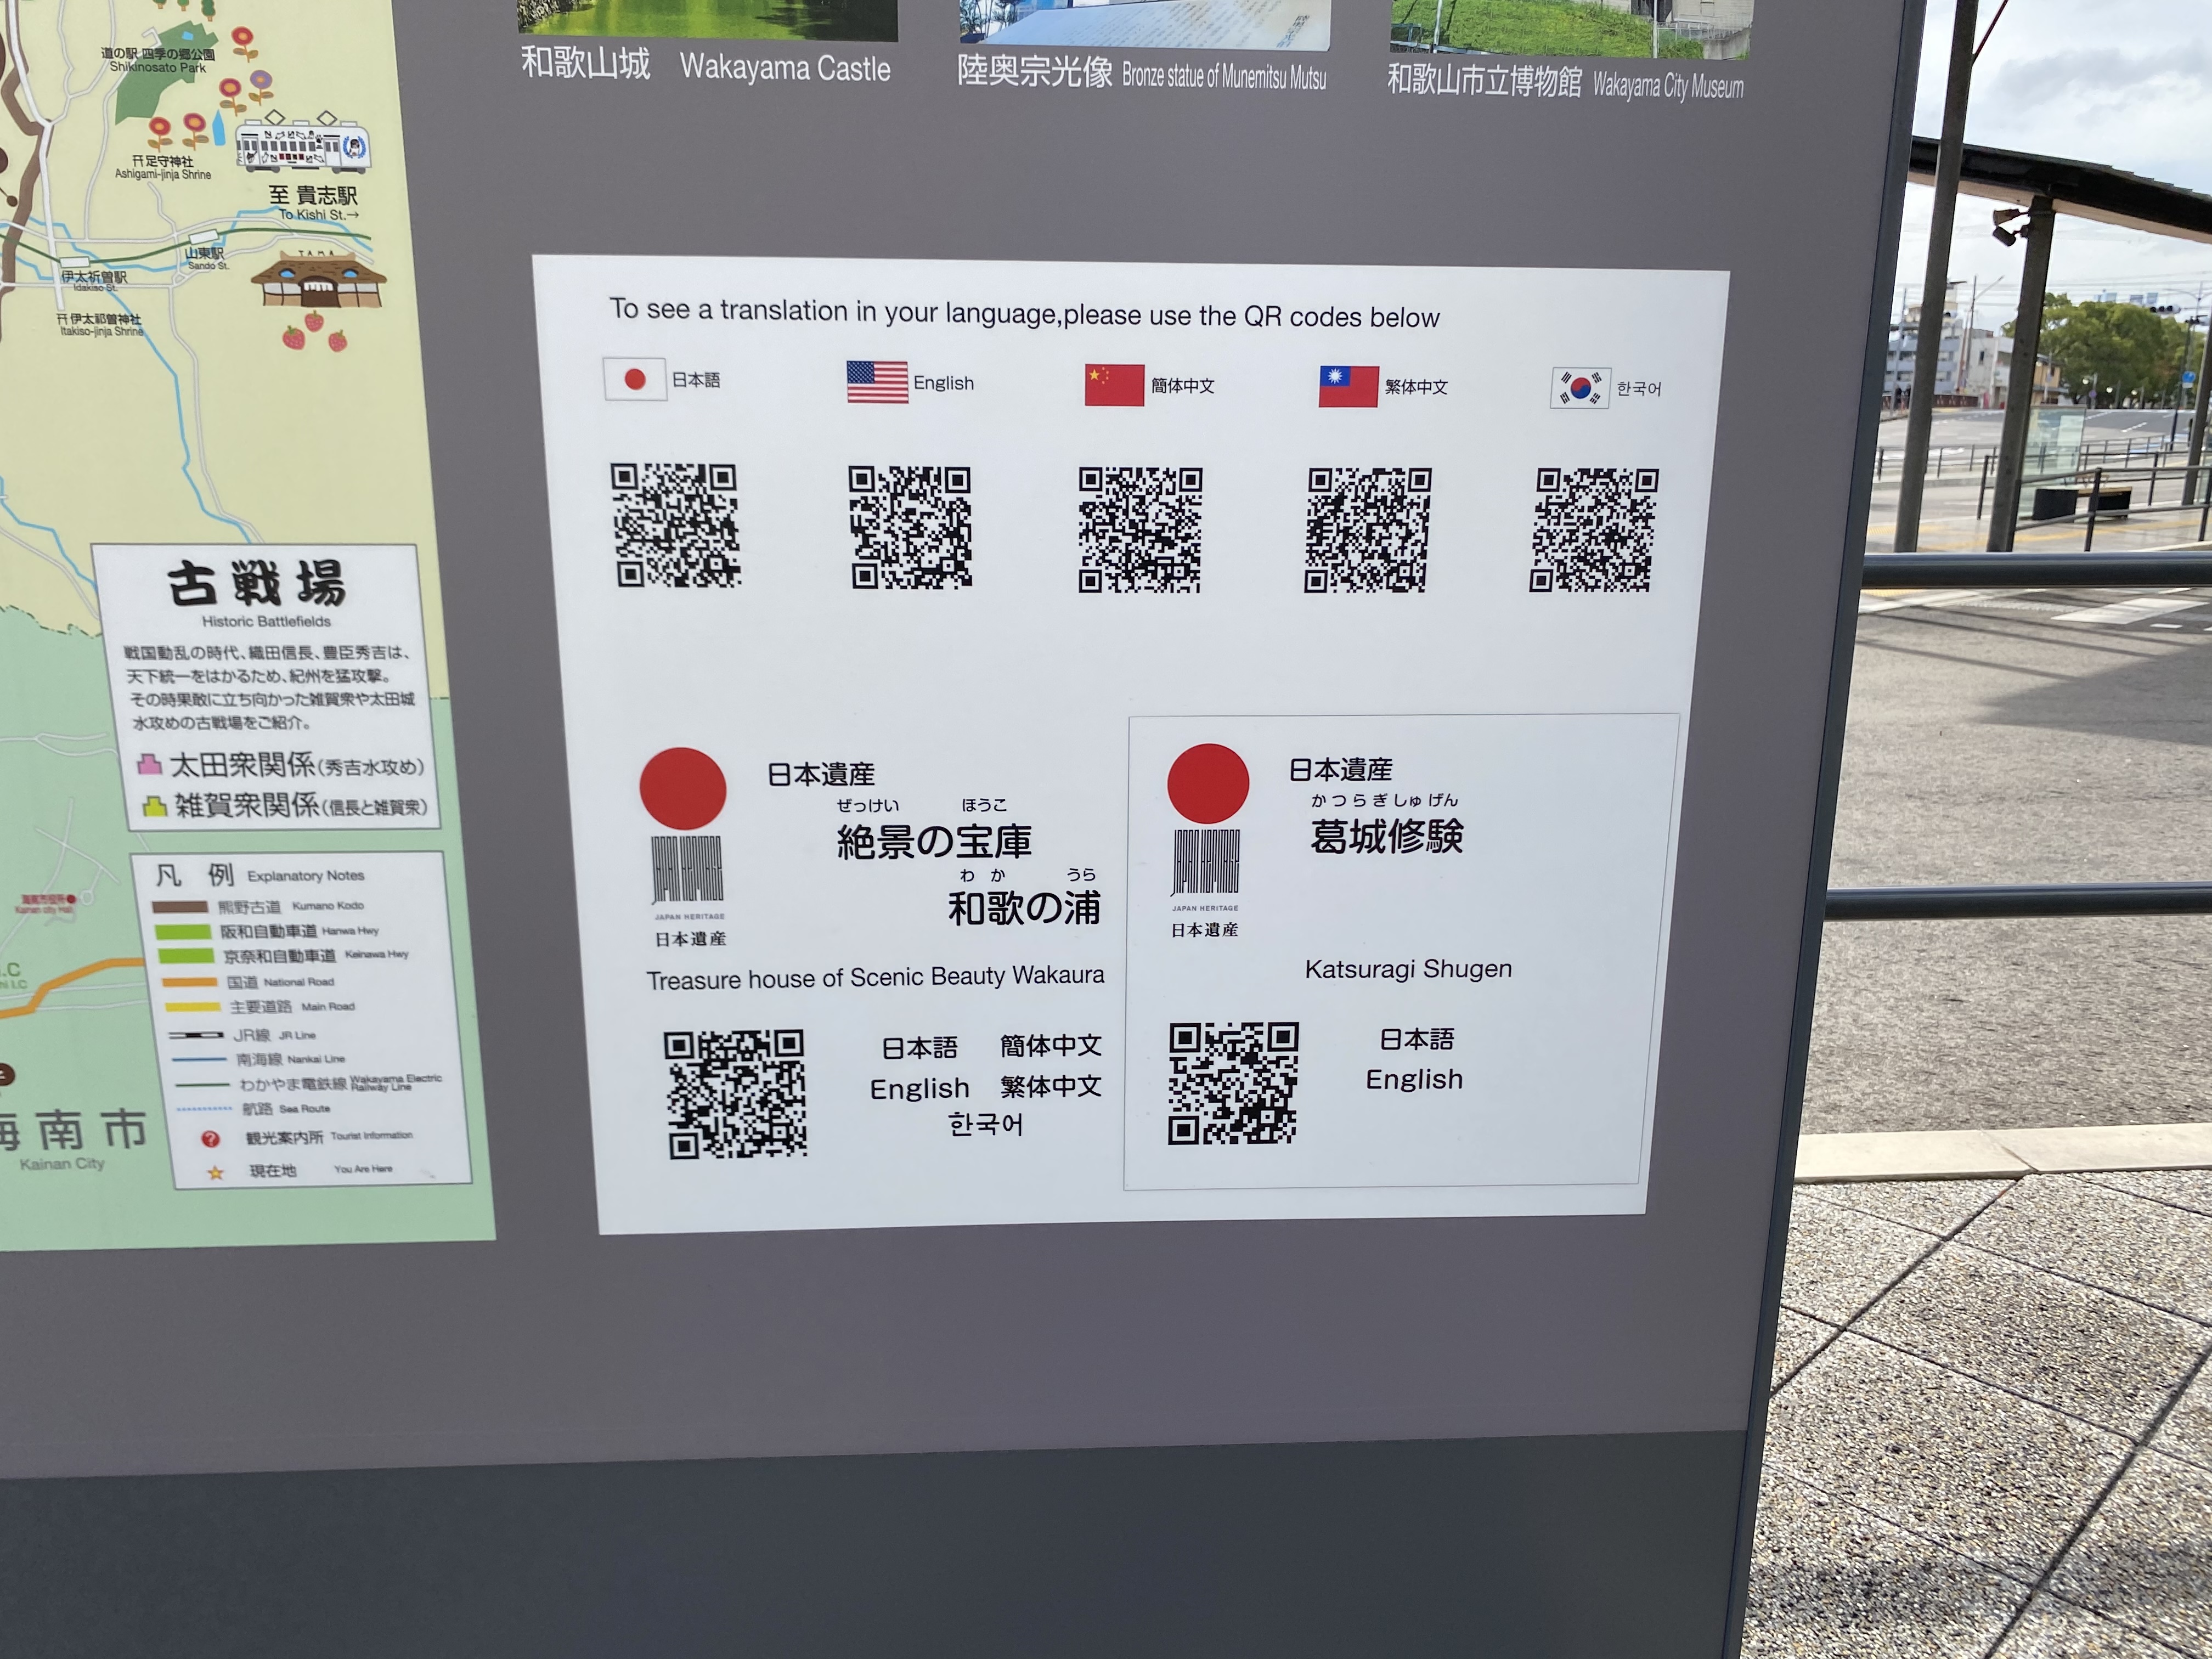 道の駅 四季の郷公園
Shikinosato Park
足守神社
Ashigami-jinja Shrine
至 貴志駅
To Kishi St.→
山東駅
Sando St.
TAMA
伊太祈曽駅
Idakiso St.
伊太祁曽神社
Itakiso-jinja Shrine
古戦場
Historic Battlefields
戦国動乱の時代、織田信長、豊臣秀吉は、
天下統一をはかるため、紀州を猛攻撃。
その時果敢に立ち向かった雑賀衆や太田城
水攻めの古戦場をご紹介。
太田衆関係(秀吉水攻め)
雑賀衆関係(信長と雑賀衆)
凡 例 Explanatory Notes
熊野古道 Kumano Kodo
阪和自動車道 Hanwa Hwy
京奈和自動車道 Keinawa Hwy
国道 National Road
主要道路 Main Road
JR線 JR Line
南海線 Nankai Line
わかやま電鉄線 Wakayama Electric Railway Line
航路 Sea Route
? 観光案内所 Tourist Information
現在地 You Are Here
海南市役所
Kainan city Hall
海南市
Kainan City
和歌山城 Wakayama Castle
陸奥宗光像 Bronze statue of Munemitsu Mutsu
和歌山市立博物館 Wakayama City Museum
To see a translation in your language,please use the QR codes below
日本語 English 簡体中文 繁体中文 한국어
日本遺産
ぜっけい ほうこ
絶景の宝庫
わ か うら
和歌の浦
JAPAN HERITAGE
JAPAN HERITAGE
日本遺産
Treasure house of Scenic Beauty Wakaura
日本語 簡体中文
English 繁体中文
한국어
日本遺産
かつらぎしゅげん
葛城修験
JAPAN HERITAGE
JAPAN HERITAGE
日本遺産
Katsuragi Shugen
日本語
English